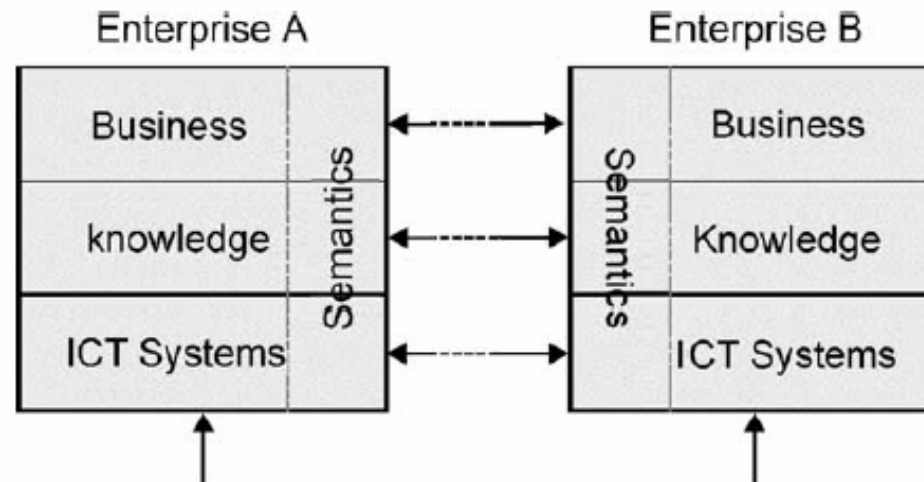 Enterprise A
Enterprise B
Business
knowledge
ICT Systems
Semantics
Semantics
Business
Knowledge
ICT Systems